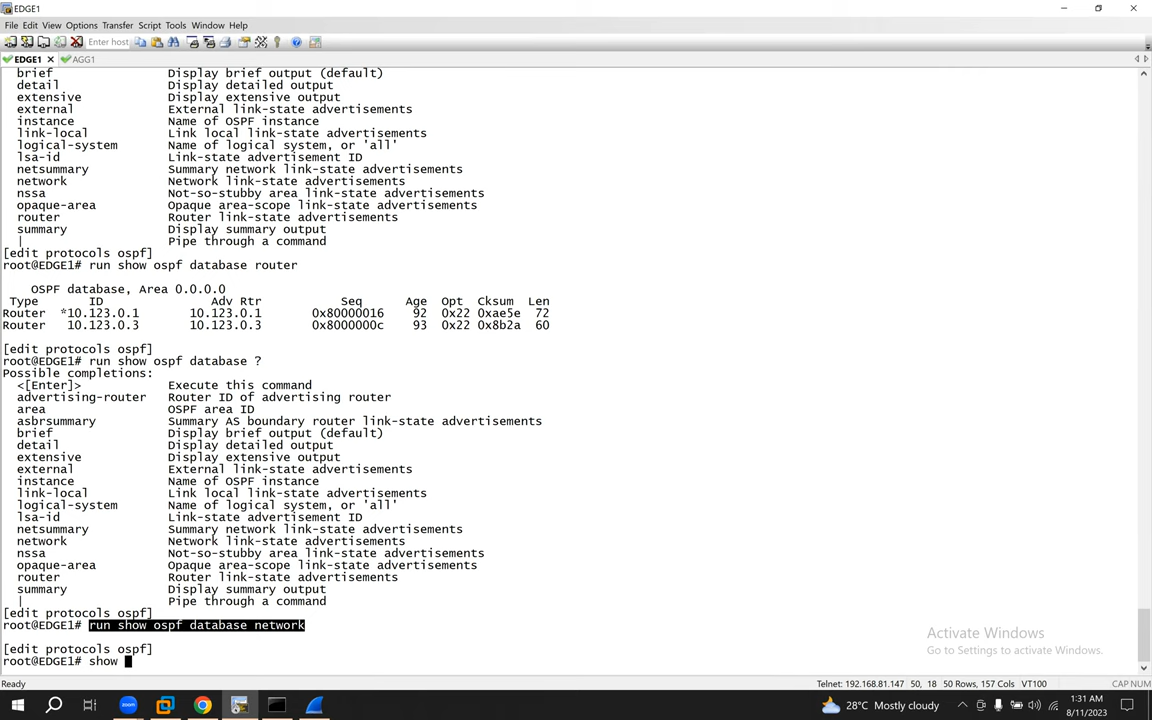 EDGE1
File Edit View Options Transfer Script Tools Window Help
Enter host
EDGE1 AGG1
brief Display brief output (default)
detail Display detailed output
extensive Display extensive output
external External link-state advertisements
instance Name of OSPF instance
link-local Link local link-state advertisements
logical-system Name of logical system, or 'all'
lsa-id Link-state advertisement ID
netsummary Summary network link-state advertisements
network Network link-state advertisements
nssa Not-so-stubby area link-state advertisements
opaque-area Opaque area-scope link-state advertisements
router Router link-state advertisements
summary Display summary output
| Pipe through a command
[edit protocols ospf]
root@EDGE1# run show ospf database router
OSPF database, Area 0.0.0.0
Type ID Adv Rtr Seq Age Opt Cksum Len
Router *10.123.0.1 10.123.0.1 0x80000016 92 0x22 0xae5e 72
Router 10.123.0.3 10.123.0.3 0x8000000c 93 0x22 0x8b2a 60
[edit protocols ospf]
root@EDGE1# run show ospf database ?
Possible completions:
<[Enter]> Execute this command
advertising-router Router ID of advertising router
area OSPF area ID
asbrsummary Summary AS boundary router link-state advertisements
brief Display brief output (default)
detail Display detailed output
extensive Display extensive output
external External link-state advertisements
instance Name of OSPF instance
link-local Link local link-state advertisements
logical-system Name of logical system, or 'all'
lsa-id Link-state advertisement ID
netsummary Summary network link-state advertisements
network Network link-state advertisements
nssa Not-so-stubby area link-state advertisements
opaque-area Opaque area-scope link-state advertisements
router Router link-state advertisements
summary Display summary output
| Pipe through a command
[edit protocols ospf]
root@EDGE1# run show ospf database network
[edit protocols ospf]
root@EDGE1# show
Activate Windows
Go to Settings to activate Windows.
Ready Telnet: 192.168.81.147 50, 18 50 Rows, 157 Cols VT100 CAP NUM
28°C Mostly cloudy
1:31 AM
8/11/2023